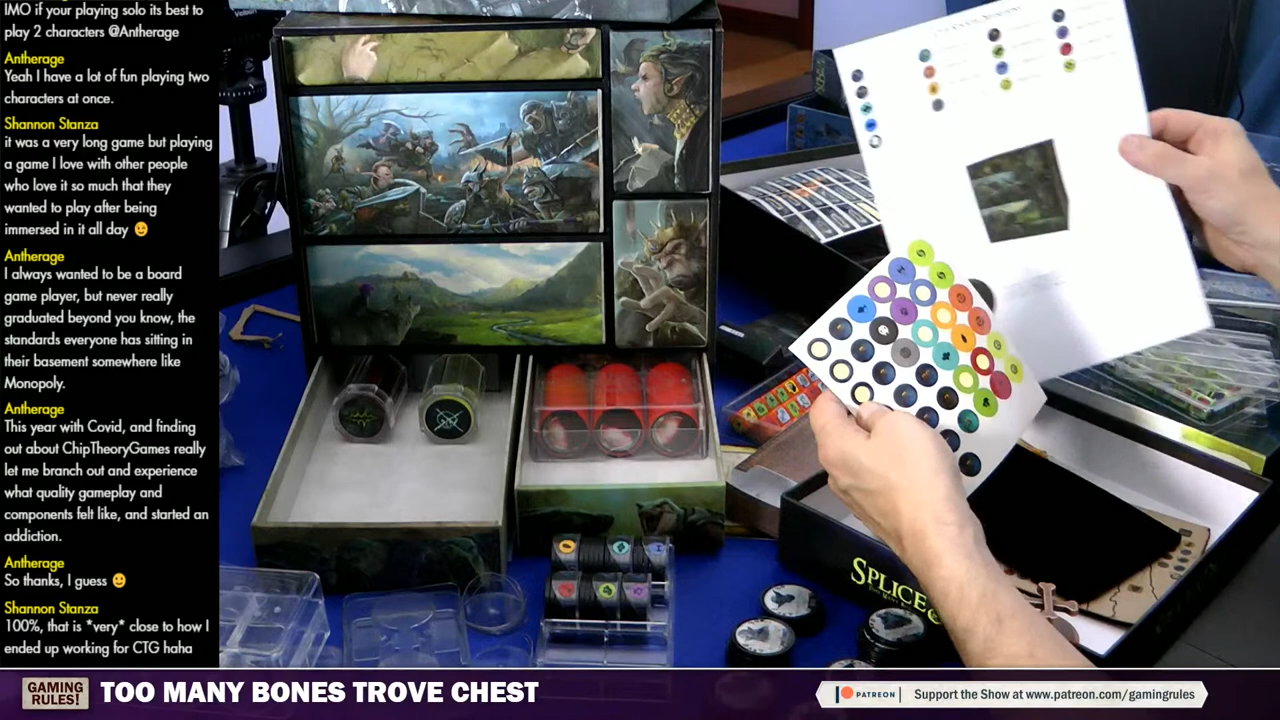 IMO if your playing solo its best to
play 2 characters @Antherage
Antherage
Yeah I have a lot of fun playing two
characters at once.
Shannon Stanza
it was a very long game but playing
a game I love with other people
who love it so much that they
wanted to play after being
immersed in it all day 🙂
Antherage
I always wanted to be a board
game player, but never really
graduated beyond you know, the
standards everyone has sitting in
their basement somewhere like
Monopoly.
Antherage
This year with Covid, and finding
out about ChipTheoryGames really
let me branch out and experience
what quality gameplay and
components felt like, and started an
addiction.
Antherage
So thanks, I guess 🙂
Shannon Stanza
100%, that is *very* close to how I
ended up working for CTG haha
SPLICE
GAMING
RULES!
TOO MANY BONES TROVE CHEST
PATREON
Support the Show at www.patreon.com/gamingrules